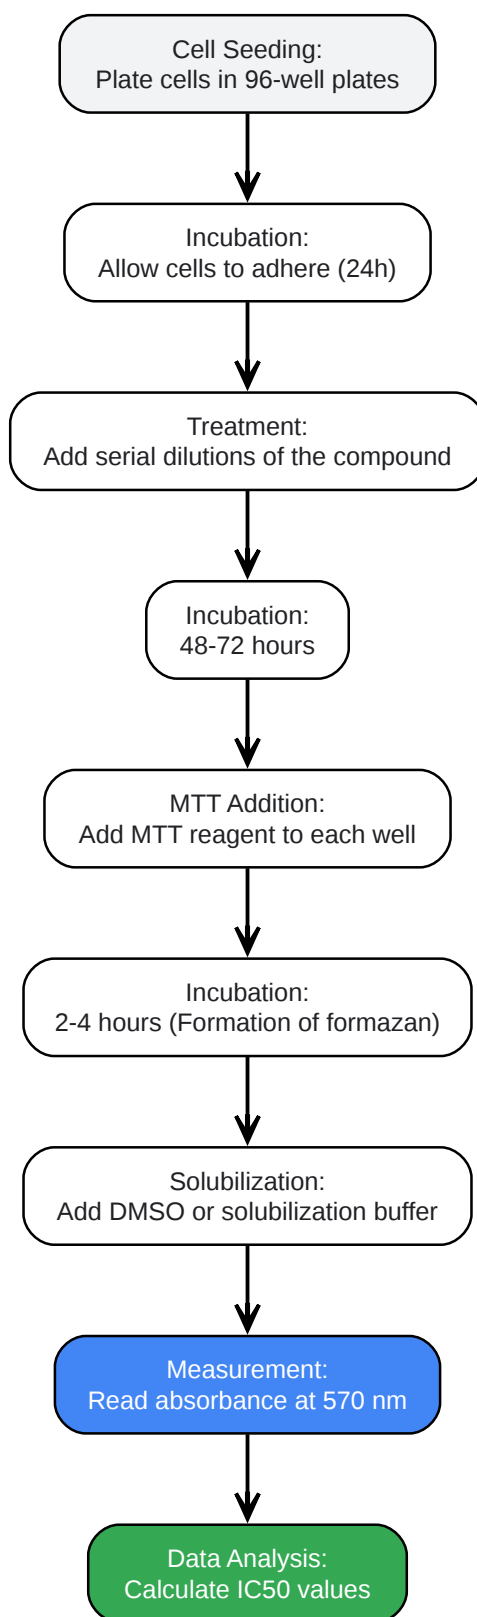 Cell Seeding:
Plate cells in 96-well plates
Incubation:
Allow cells to adhere (24h)
Treatment:
Add serial dilutions of the compound
Incubation:
48-72 hours
MTT Addition:
Add MTT reagent to each well
Incubation:
2-4 hours (Formation of formazan)
Solubilization:
Add DMSO or solubilization buffer
Measurement:
Read absorbance at 570 nm
Data Analysis:
Calculate IC50 values